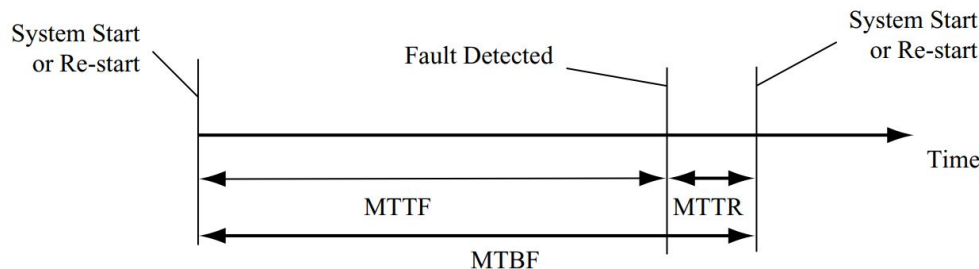 System Start
or Re-start
Fault Detected
System Start
or Re-start
Time
MTTF
MTTR
MTBF